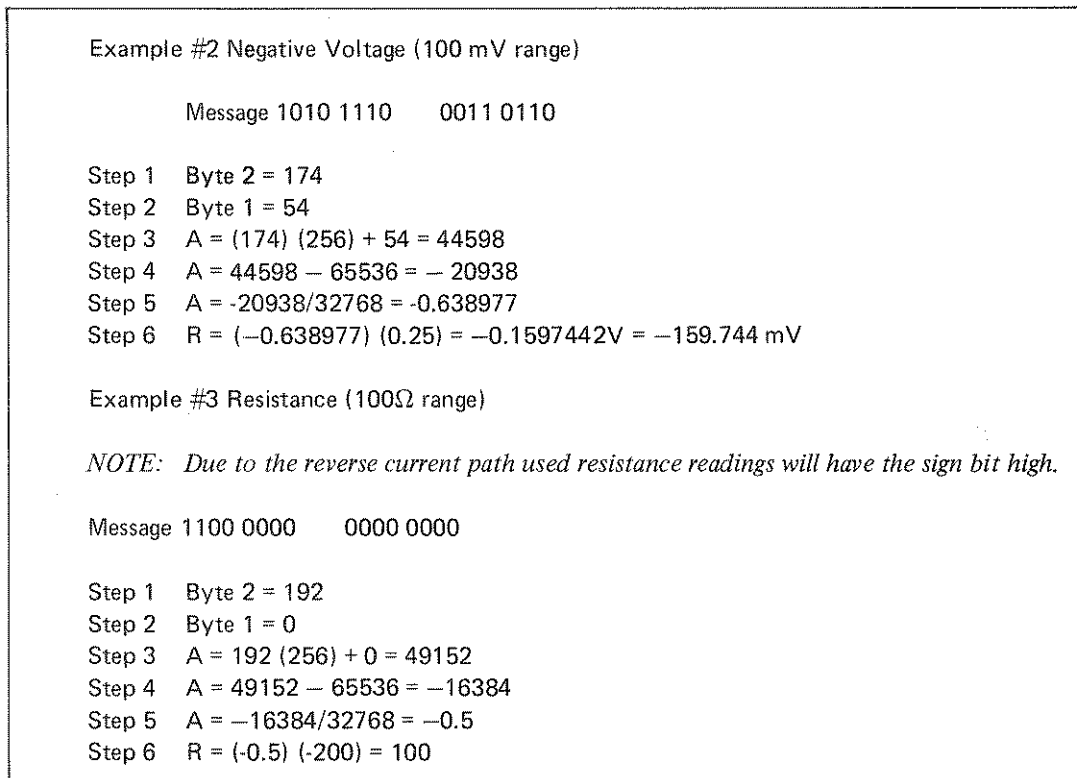 Example #2 Negative Voltage (100 mV range)
Message 1010 1110 0011 0110
Step 1 Byte 2 = 174
Step 2 Byte 1 = 54
Step 3 A = (174) (256) + 54 = 44598
Step 4 A = 44598 — 65536 = — 20938
Step 5 A = -20938/32768 = -0.638977
Step 6 R = (—0.638977) (0.25) = —0.1597442V = —159.744 mV
Example #3 Resistance (100Ω range)
NOTE: Due to the reverse current path used resistance readings will have the sign bit high.
Message 1100 0000 0000 0000
Step 1 Byte 2 = 192
Step 2 Byte 1 = 0
Step 3 A = 192 (256) + 0 = 49152
Step 4 A = 49152 — 65536 = —16384
Step 5 A = —16384/32768 = —0.5
Step 6 R = (-0.5) (-200) = 100